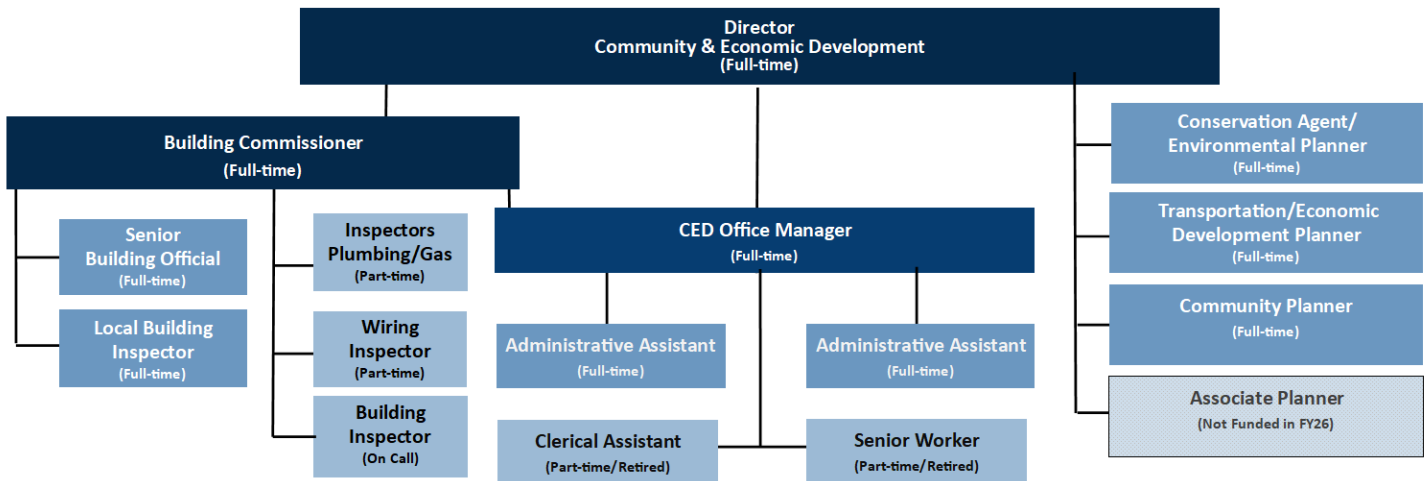 Director
Community & Economic Development
(Full-time)
Building Commissioner
(Full-time)
Senior
Building Official
(Full-time)
Local Building
Inspector
(Full-time)
Inspectors
Plumbing/Gas
(Part-time)
Wiring
Inspector
(Part-time)
Building
Inspector
(On Call)
CED Office Manager
(Full-time)
Administrative Assistant
(Full-time)
Administrative Assistant
(Full-time)
Clerical Assistant
(Part-time/Retired)
Senior Worker
(Part-time/Retired)
Conservation Agent/
Environmental Planner
(Full-time)
Transportation/Economic
Development Planner
(Full-time)
Community Planner
(Full-time)
Associate Planner
(Not Funded in FY26)